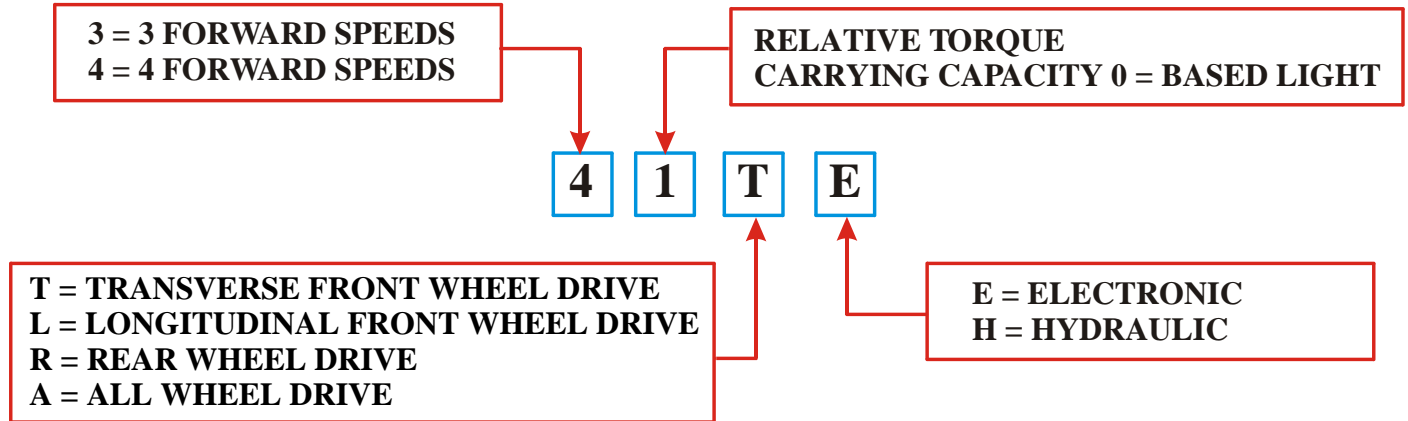 3 = 3 FORWARD SPEEDS
4 = 4 FORWARD SPEEDS
RELATIVE TORQUE
CARRYING CAPACITY 0 = BASED LIGHT
4 1 T E
T = TRANSVERSE FRONT WHEEL DRIVE
L = LONGITUDINAL FRONT WHEEL DRIVE
R = REAR WHEEL DRIVE
A = ALL WHEEL DRIVE
E = ELECTRONIC
H = HYDRAULIC